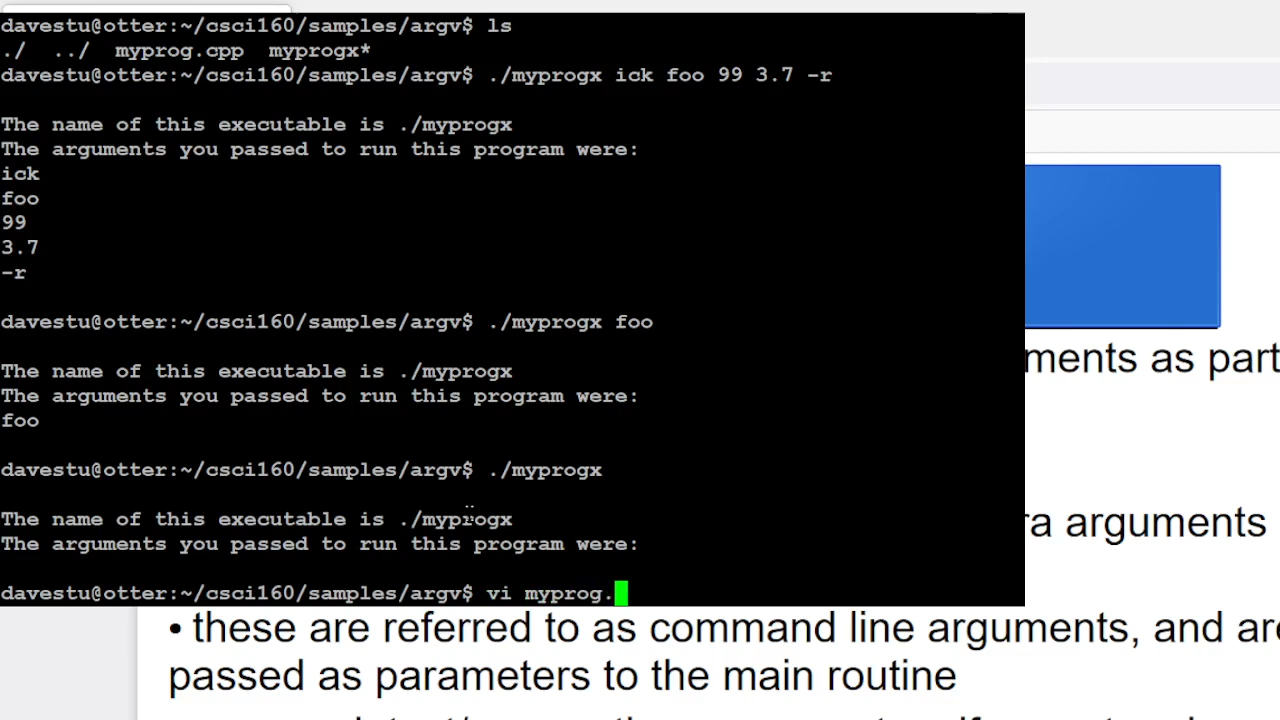 davestu@otter:~/csci160/samples/argv$ ls
./  ../  myprog.cpp  myprogx*
davestu@otter:~/csci160/samples/argv$ ./myprogx ick foo 99 3.7 -r
The name of this executable is ./myprogx
The arguments you passed to run this program were:
ick
foo
99
3.7
-r
davestu@otter:~/csci160/samples/argv$ ./myprogx foo
ments as part
The name of this executable is ./myprogx
The arguments you passed to run this program were:
foo
davestu@otter:~/csci160/samples/argv$ ./myprogx
The name of this executable is ./myprogx
ra arguments
The arguments you passed to run this program were:
davestu@otter:~/csci160/samples/argv$ vi myprog.
• these are referred to as command line arguments, and are
passed as parameters to the main routine